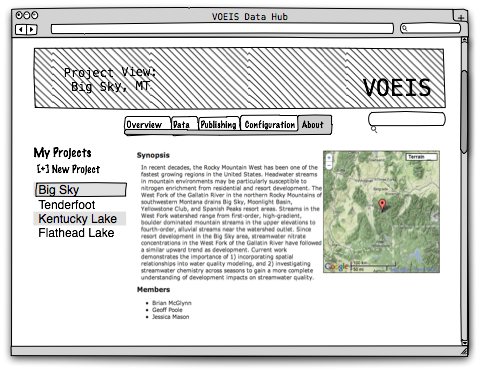 VOEIS Data Hub
Project View:
Big Sky, MT
VOEIS
Overview
Data
Publishing
Configuration
About
My Projects
[+] New Project
Big Sky
Tenderfoot
Kentucky Lake
Flathead Lake
Synopsis
In recent decades, the Rocky Mountain West has been one of the
fastest growing regions in the United States. Headwater streams
in mountain environments may be particularly susceptible to
nitrogen enrichment from residential and resort development. The
West Fork of the Gallatin River in the northern Rocky Mountains of
southwestern Montana drains Big Sky, Moonlight Basin,
Yellowstone Club, and Spanish Peaks resort areas. Streams in the
West Fork watershed range from first-order, high-gradient,
boulder dominated mountain streams in the upper elevations to
fourth-order, alluvial streams near the watershed outlet. Since
resort development in the Big Sky area, streamwater nitrate
concentrations in the West Fork of the Gallatin River have followed
a similar upward trend as development. Current work
demonstrates the importance of 1) incorporating spatial
relationships into water quality modeling, and 2) investigating
streamwater chemistry across seasons to gain a more complete
understanding of development impacts on streamwater quality.
Members
Brian McGlynn
Geoff Poole
Jessica Mason
Terrain
Google